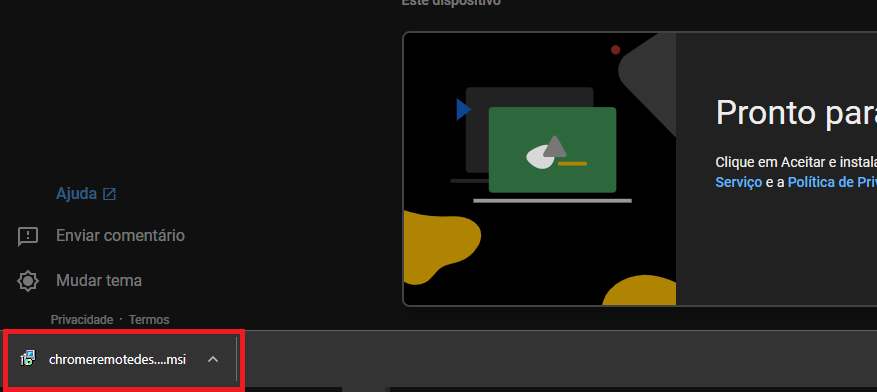 Este dispositivo
Pronto para
Clique em Aceitar e instala
Serviço e a Política de Priv
Ajuda
Enviar comentário
Mudar tema
Privacidade · Termos
chromeremotedes....msi